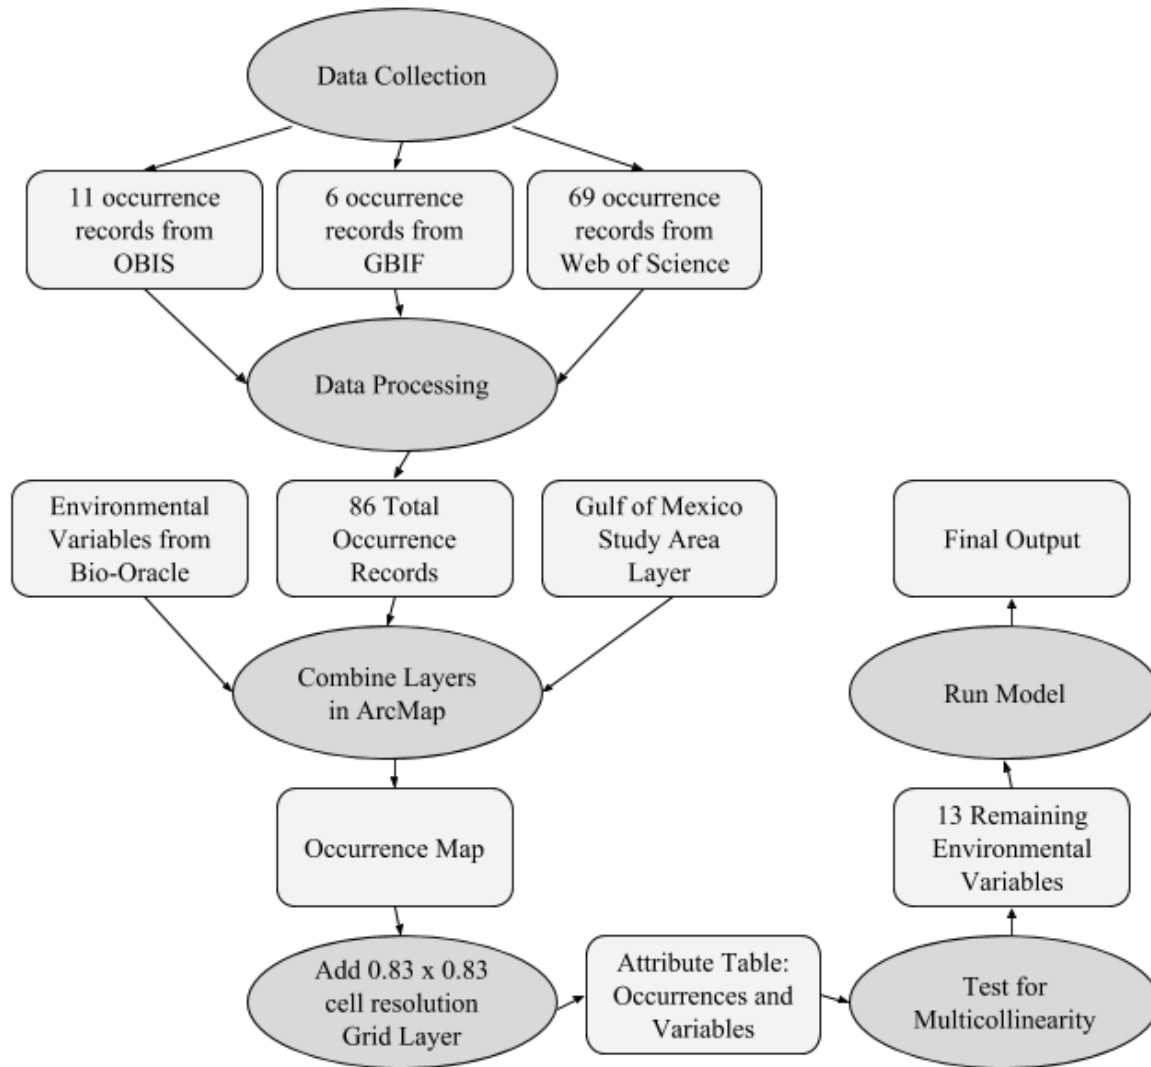 Data Collection
11 occurrence
records from
OBIS
6 occurrence
records from
GBIF
69 occurrence
records from
Web of Science
Data Processing
Environmental
Variables from
Bio-Oracle
86 Total
Occurrence
Records
Gulf of Mexico
Study Area
Layer
Combine Layers
in ArcMap
Occurrence Map
Add 0.83 x 0.83
cell resolution
Grid Layer
Attribute Table:
Occurrences and
Variables
Test for
Multicollinearity
13 Remaining
Environmental
Variables
Run Model
Final Output